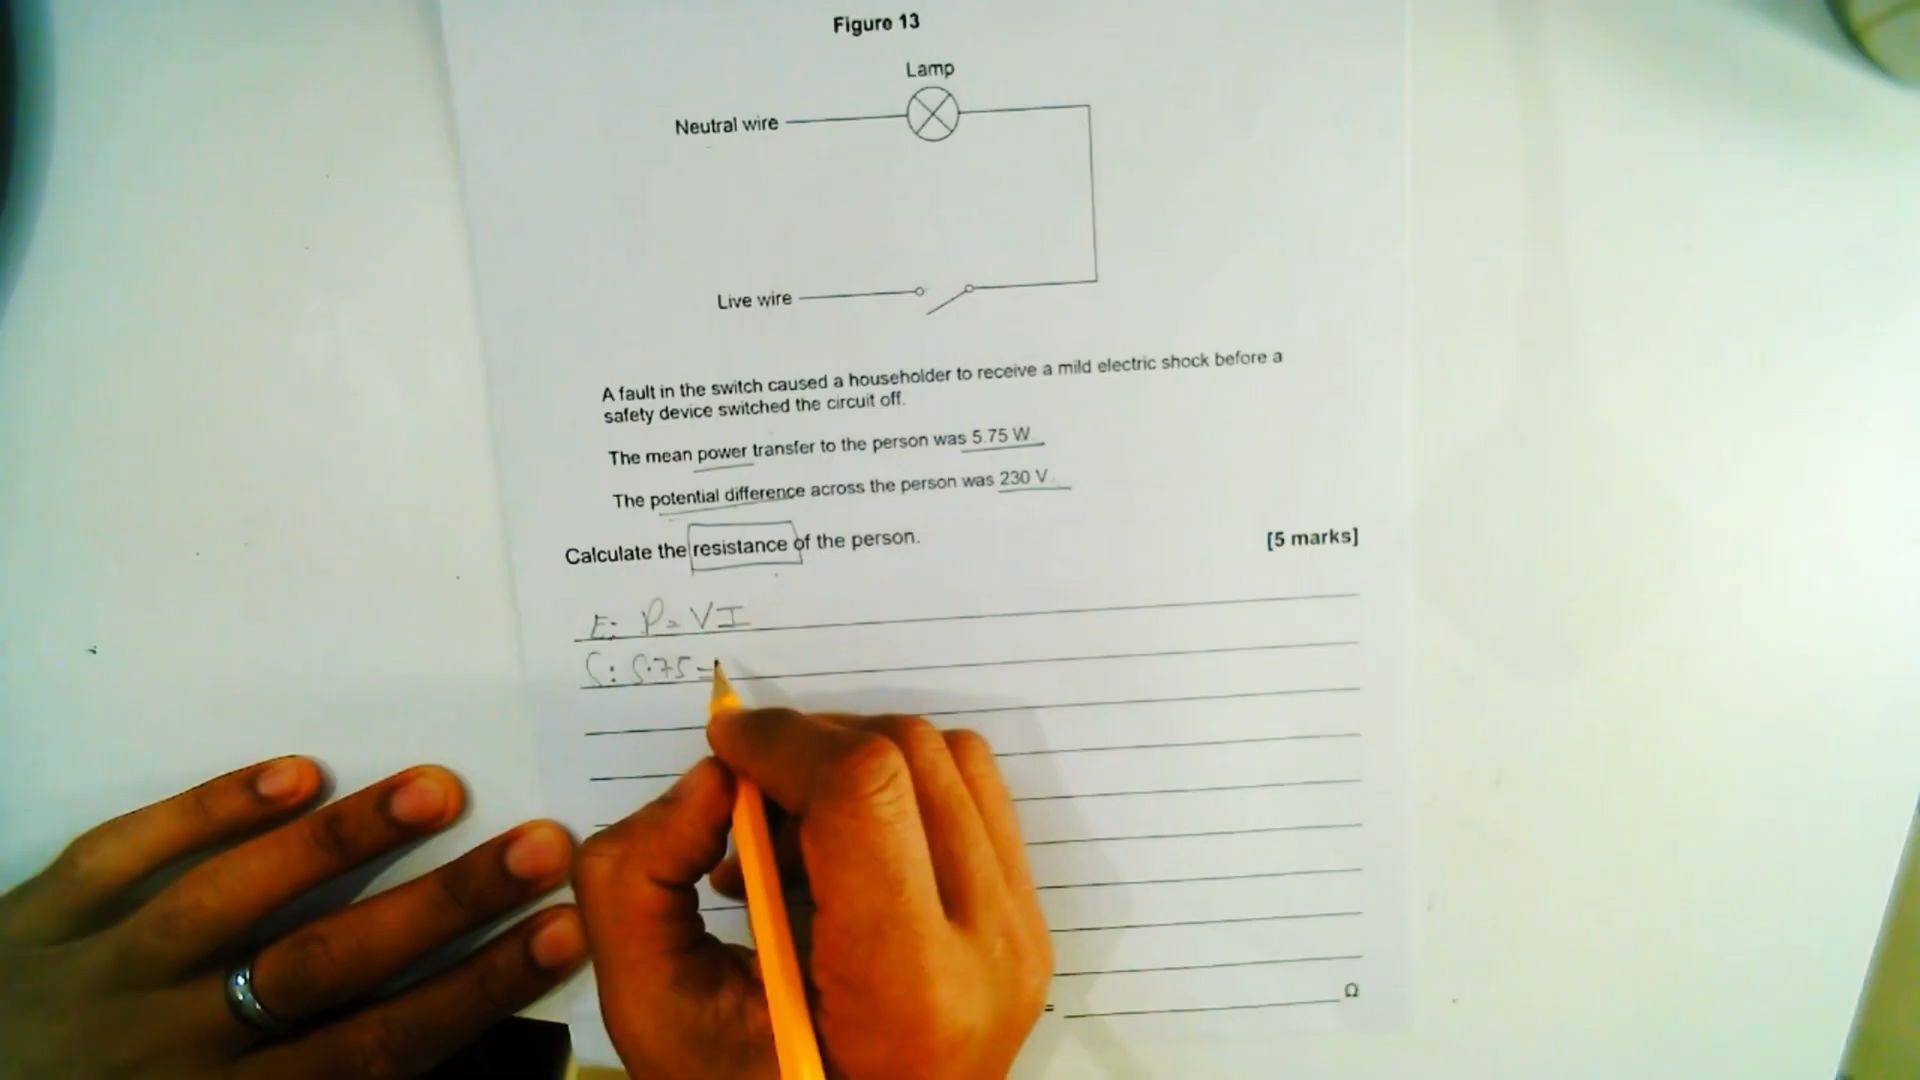 Figure 13
Lamp
Neutral wire
Live wire
A fault in the switch caused a householder to receive a mild electric shock before a
safety device switched the circuit off.
The mean power transfer to the person was 5.75 W
The potential difference across the person was 230 V
Calculate the resistance of the person.
[5 marks]
E: P = VI
S: 5.75 =
= Ω